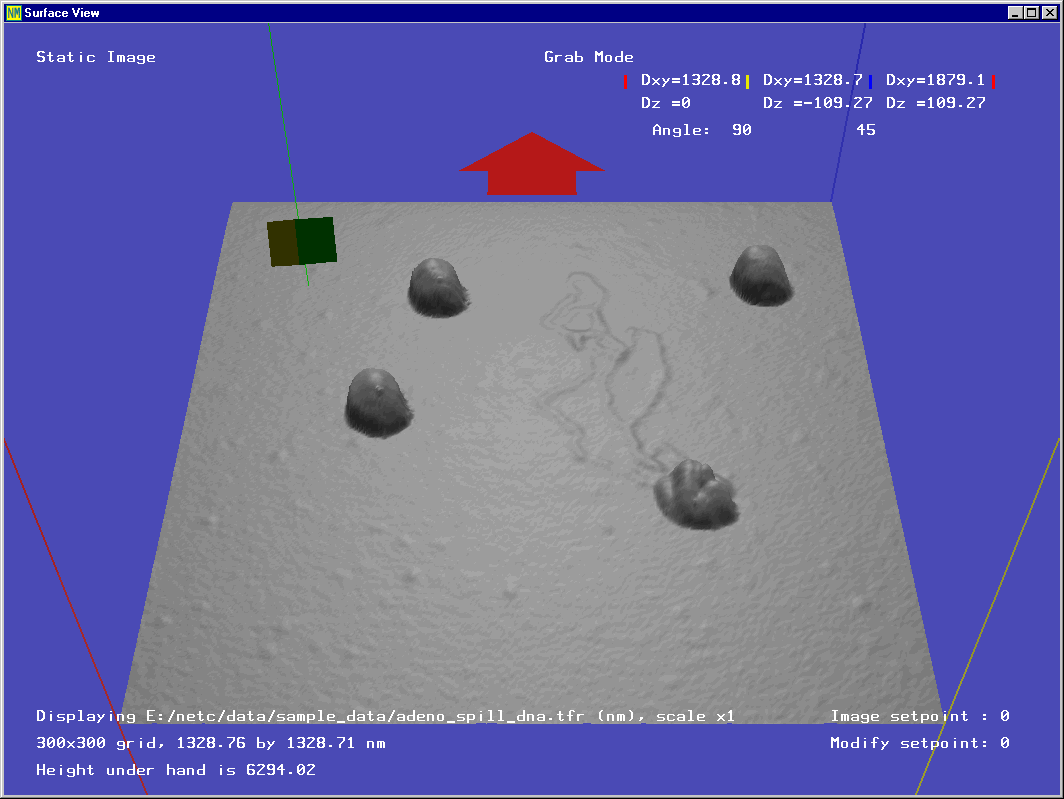 NM Surface View
Static Image
Grab Mode
Dxy=1328.8 Dxy=1328.7 Dxy=1879.1
Dz =0 Dz =-109.27 Dz =109.27
Angle: 90 45
Displaying E:/netc/data/sample_data/adeno_spill_dna.tfr (nm), scale x1
Image setpoint : 0
300x300 grid, 1328.76 by 1328.71 nm
Modify setpoint: 0
Height under hand is 6294.02